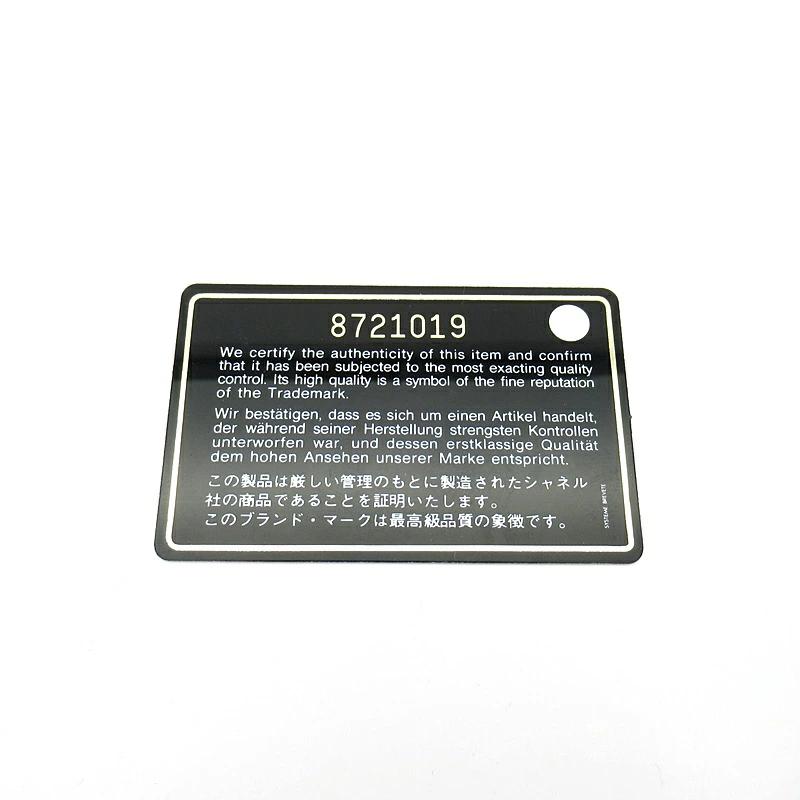 8721019
We certify the authenticity of this item and confirm
that it has been subjected to the most exacting quality
control. Its high quality is a symbol of the fine reputation
of the Trademark.
Wir bestätigen, dass es sich um einen Artikel handelt,
der während seiner Herstellung strengsten Kontrollen
unterworfen war, und dessen erstklassige Qualität
dem hohen Ansehen unserer Marke entspricht.
この製品は厳しい管理のもとに製造されたシャネル
社の商品であることを証明いたします。
このブランド・マークは最高級品質の象徴です。
SYSTEME BREVETE